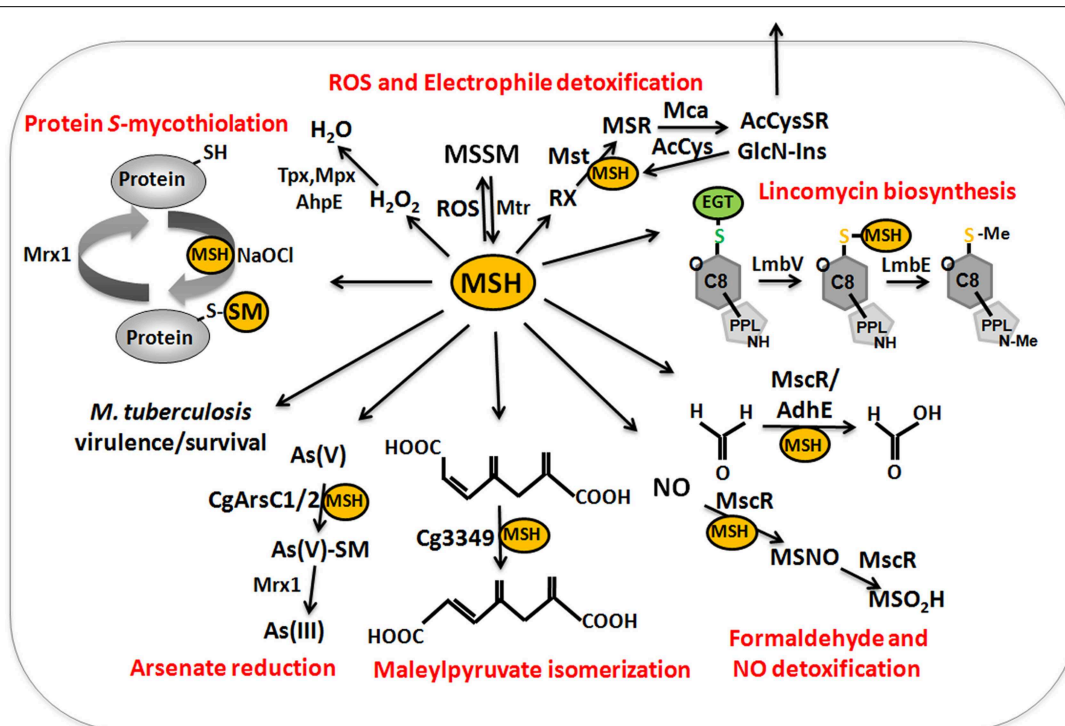 ROS and Electrophile detoxification
Protein S-mycothiolation
SH
Protein
Mrx1
MSH
NaOCl
S-
SM
Protein
H₂O
Tpx,Mpx
AhpE
H₂O₂
MSSM
ROS
Mtr
MSR
Mca
AcCysSR
AcCys
GlcN-Ins
Mst
MSH
RX
MSH
Lincomycin biosynthesis
EGT
S
O
C8
PPL
NH
LmbV
S
MSH
O
C8
PPL
NH
LmbE
S
-Me
O
C8
PPL
N-Me
M. tuberculosis
virulence/survival
As(V)
CgArsC1/2
MSH
As(V)-SM
Mrx1
As(III)
Arsenate reduction
HOOC
COOH
Cg3349
MSH
HOOC
COOH
Maleylpyruvate isomerization
H
H
O
MscR/
AdhE
MSH
H
OH
O
NO
MscR
MSH
MSNO
MscR
MSO₂H
Formaldehyde and
NO detoxification